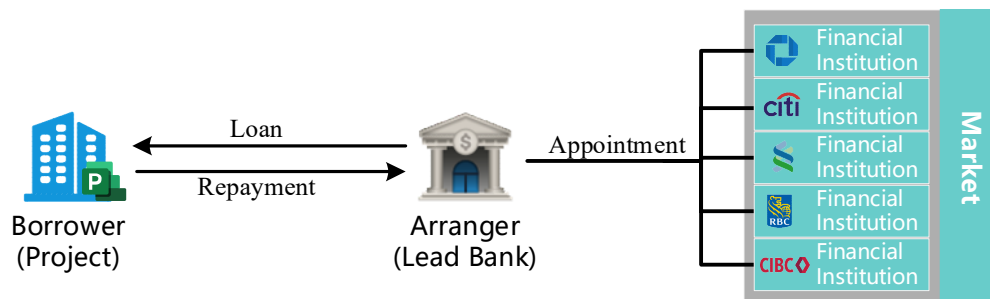 Loan
Repayment
P
Borrower
(Project)
$
Arranger
(Lead Bank)
Appointment
Financial
Institution
citi
Financial
Institution
Financial
Institution
RBC
Financial
Institution
CIBC
Financial
Institution
Market